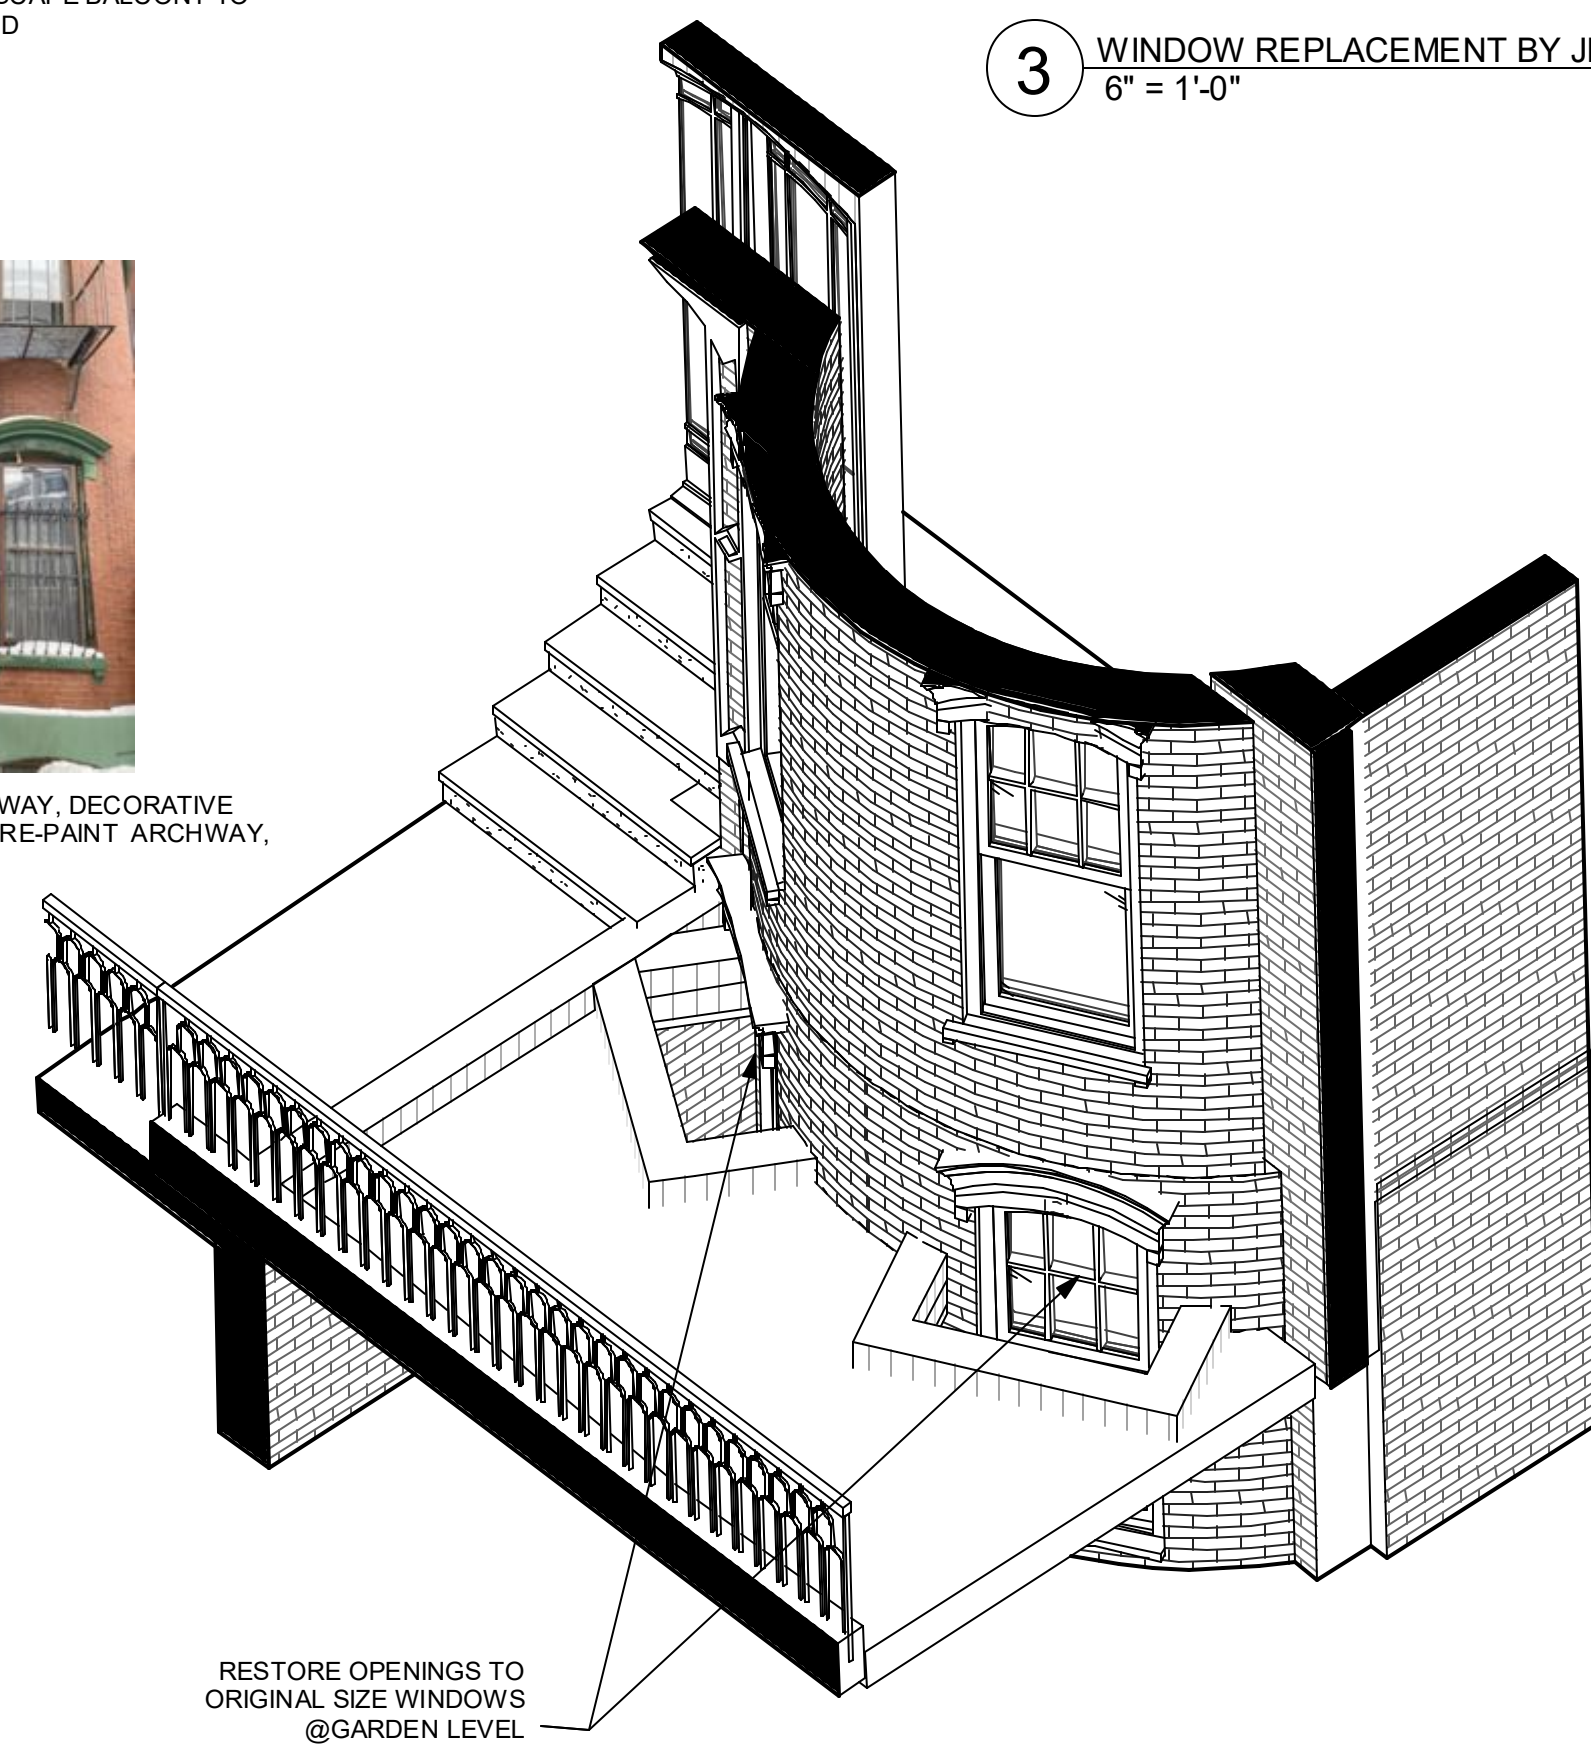 D
3
WINDOW REPLACEMENT BY
6" = 1'-0"
WAY, DECORATIVE
RE-PAINT ARCHWAY,
RESTORE OPENINGS TO
ORIGINAL SIZE WINDOWS
@GARDEN LEVEL